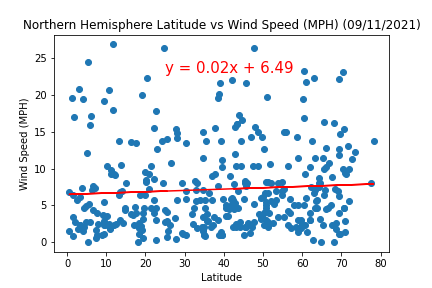 Northern Hemisphere Latitude vs Wind Speed (MPH) (09/11/2021)
y = 0.02x + 6.49
Wind Speed (MPH)
25
20
15
10
5
0
0 10 20 30 40 50 60 70 80
Latitude